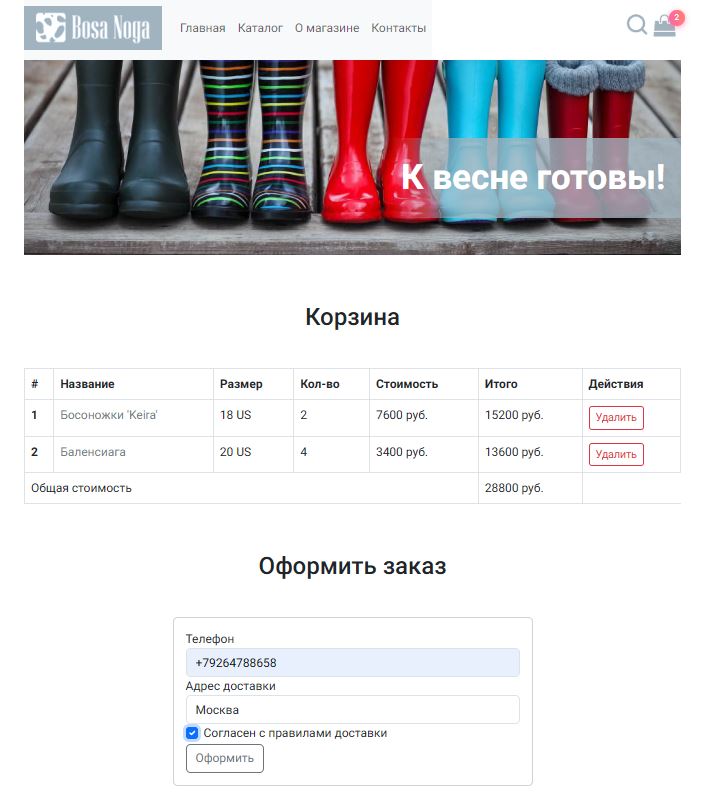 Bosa Noga
Главная Каталог О магазине Контакты
2
К весне готовы!
Корзина
# Название Размер Кол-во Стоимость Итого Действия
1 Босоножки 'Keira' 18 US 2 7600 руб. 15200 руб. Удалить
2 Баленсиага 20 US 4 3400 руб. 13600 руб. Удалить
Общая стоимость 28800 руб.
Оформить заказ
Телефон
+79264788658
Адрес доставки
Москва
Согласен с правилами доставки
Оформить